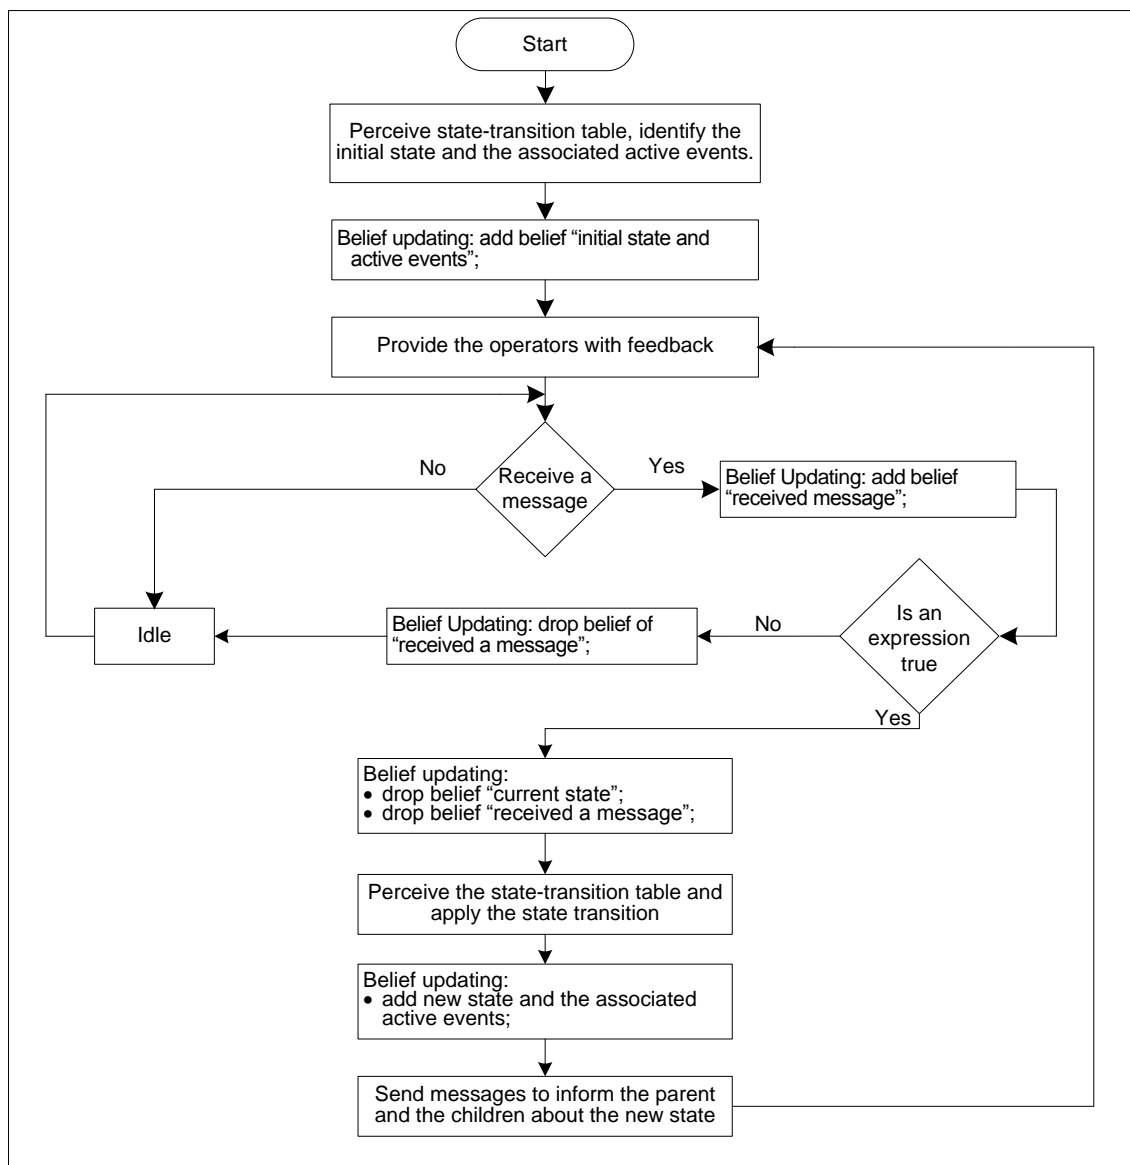 Start
Perceive state-transition table, identify the
initial state and the associated active events.
Belief updating: add belief “initial state and
active events”;
Provide the operators with feedback
Receive a
message
No
Yes
Belief Updating: add belief
“received message”;
Is an
expression
true
No
Belief Updating: drop belief of
“received a message”;
Idle
Yes
Belief updating:
• drop belief “current state”;
• drop belief “received a message”;
Perceive the state-transition table and
apply the state transition
Belief updating:
• add new state and the associated
active events;
Send messages to inform the parent
and the children about the new state